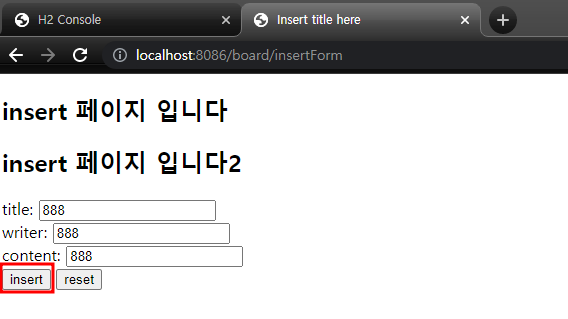 H2 Console
Insert title here
localhost:8086/board/insertForm
insert 페이지 입니다
insert 페이지 입니다2
title: 888
writer: 888
content: 888
insert reset